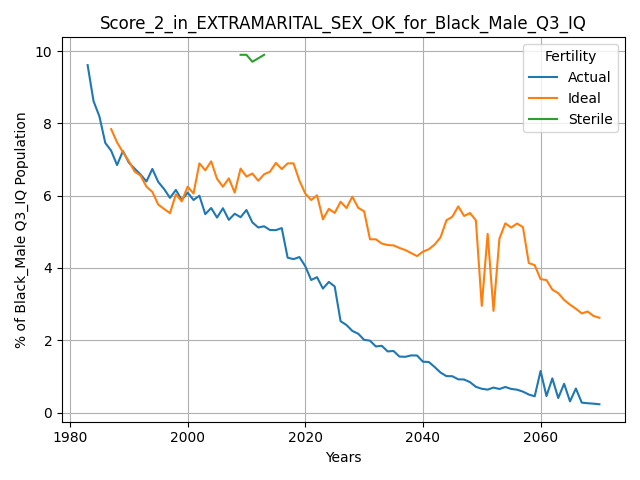 Score_2_in_EXTRAMARITAL_SEX_OK_for_Black_Male_Q3_IQ
Fertility
Actual
Ideal
Sterile
% of Black_Male Q3_IQ Population
10
8
6
4
2
0
1980
2000
2020
2040
2060
Years